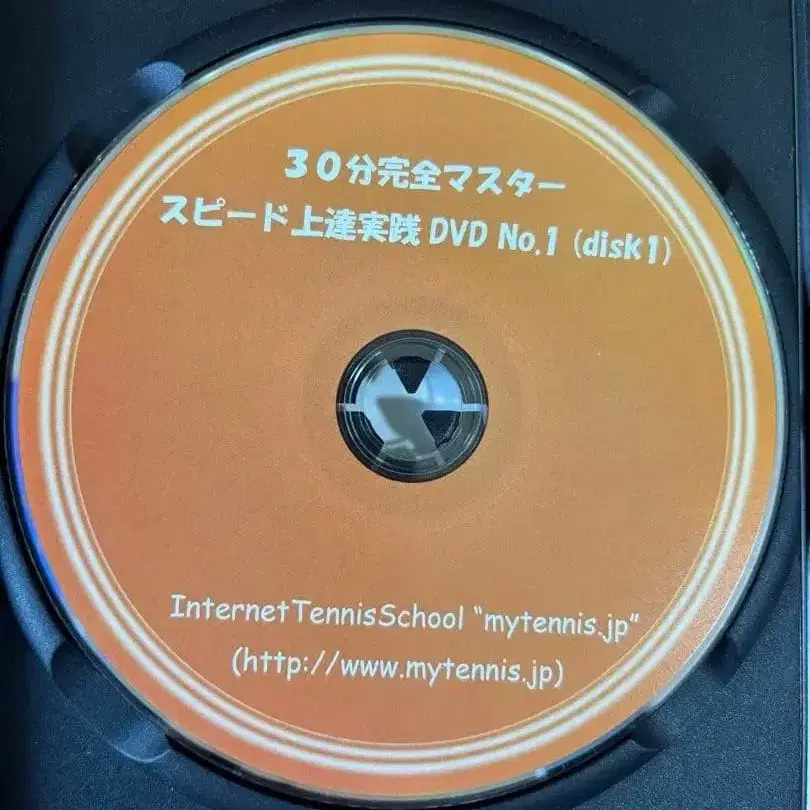 ３０分完全マスター
スピード上達実践 DVD No.1 (disk1)
InternetTennisSchool “mytennis.jp”
(http://www.mytennis.jp)